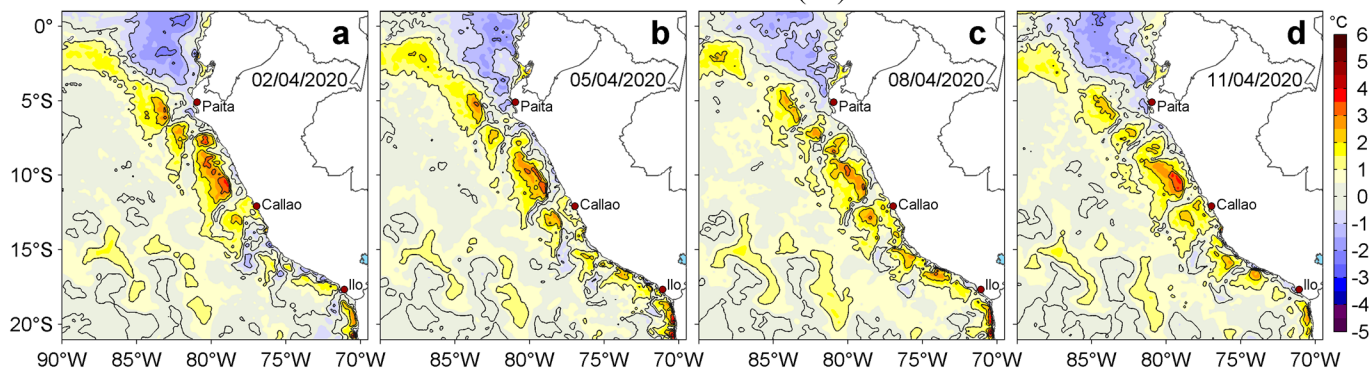 a
b
c
d
02/04/2020
05/04/2020
08/04/2020
11/04/2020
Paita
Paita
Paita
Paita
Callao
Callao
Callao
Callao
Ilo
Ilo
Ilo
Ilo
0°
5°S
10°S
15°S
20°S
90°W 85°W 80°W 75°W 70°W
85°W 80°W 75°W 70°W
85°W 80°W 75°W 70°W
85°W 80°W 75°W 70°W
°C
6
5
4
3
2
1
0
-1
-2
-3
-4
-5